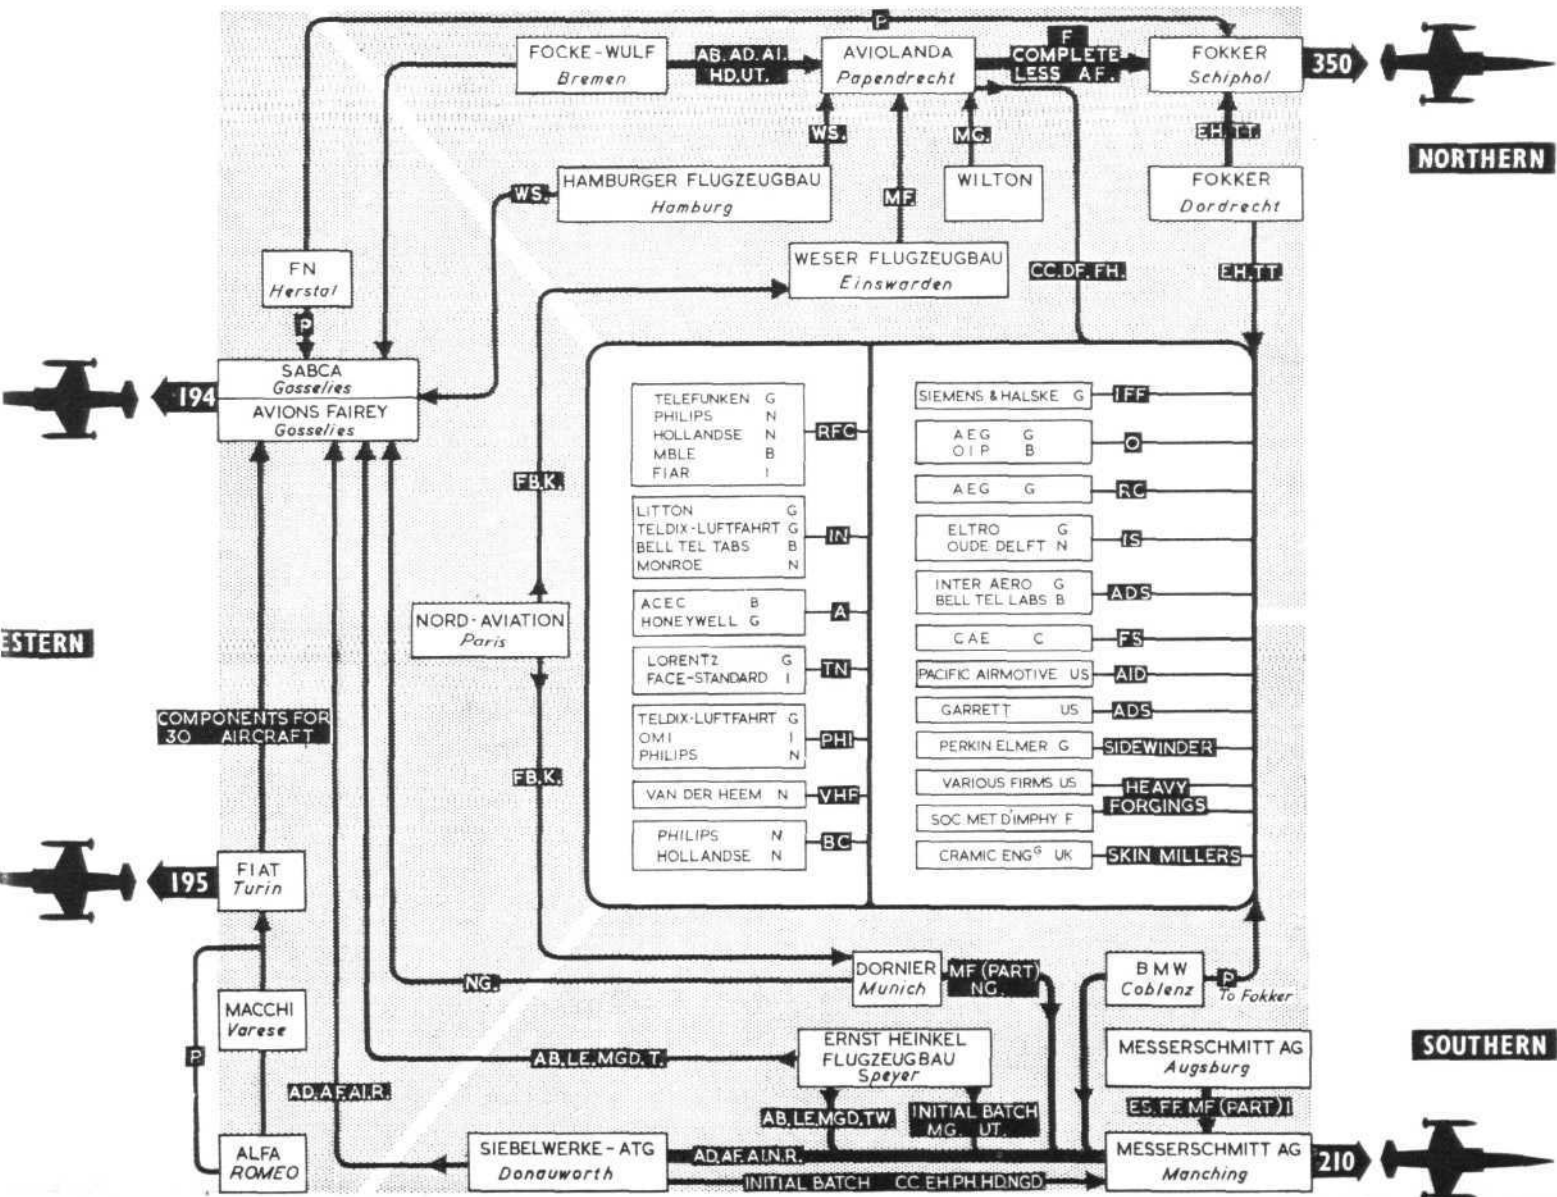 P
FOCKE-WULF
Bremen
AB. AD. AI.
HD. UT.
AVIOLANDA
Papendrecht
F
COMPLETE
LESS AF.
FOKKER
Schiphol
350
NORTHERN
WS.
MG.
EH. TT.
HAMBURGER FLUGZEUGBAU
Hamburg
WS.
MF.
WILTON
FOKKER
Dordrecht
FN
Herstal
WESER FLUGZEUGBAU
Einswarden
CC. DF. FH.
EH. TT.
P
SABCA
Gosselies
AVIONS FAIREY
Gosselies
194
TELEFUNKEN G
PHILIPS N
HOLLANDSE N
MBLE B
FIAR I
RFC
LITTON G
TELDIX-LUFTFAHRT G
BELL TEL TABS B
MONROE N
IN
ACEC B
HONEYWELL G
A
LORENTZ G
FACE-STANDARD I
TN
TELDIX-LUFTFAHRT G
OMI I
PHILIPS N
PHI
VAN DER HEEM N
VHF
PHILIPS N
HOLLANDSE N
BC
SIEMENS & HALSKE G
IFF
AEG G
OIP B
O
AEG G
RC
ELTRO G
OUDE DELFT N
IS
INTER AERO G
BELL TEL LABS B
ADS
CAE C
FS
PACIFIC AIRMOTIVE US
AID
GARRETT US
ADS
PERKIN ELMER G
SIDEWINDER
VARIOUS FIRMS US
HEAVY
FORGINGS
SOC MET D'IMPHY F
CRAMIC ENGG UK
SKIN MILLERS
FB.K.
NORD-AVIATION
Paris
FB.K.
ESTERN
COMPONENTS FOR
30 AIRCRAFT
FIAT
Turin
195
MACCHI
Varese
P
ALFA
ROMEO
NG.
DORNIER
Munich
MF (PART)
NG.
BMW
Coblenz
P
To Fokker
AB. LE. MGD. T.
ERNST HEINKEL
FLUGZEUGBAU
Speyer
MESSERSCHMITT AG
Augsburg
SOUTHERN
AD. AF. AI. R.
AB. LE. MGD. TW
INITIAL BATCH
MG. UT.
ES. FF. MF (PART) I
SIEBELWERKE-ATG
Donauworth
AD. AF. AI. N. R.
INITIAL BATCH CC. EH PH. HD. NGD
MESSERSCHMITT AG
Manching
210